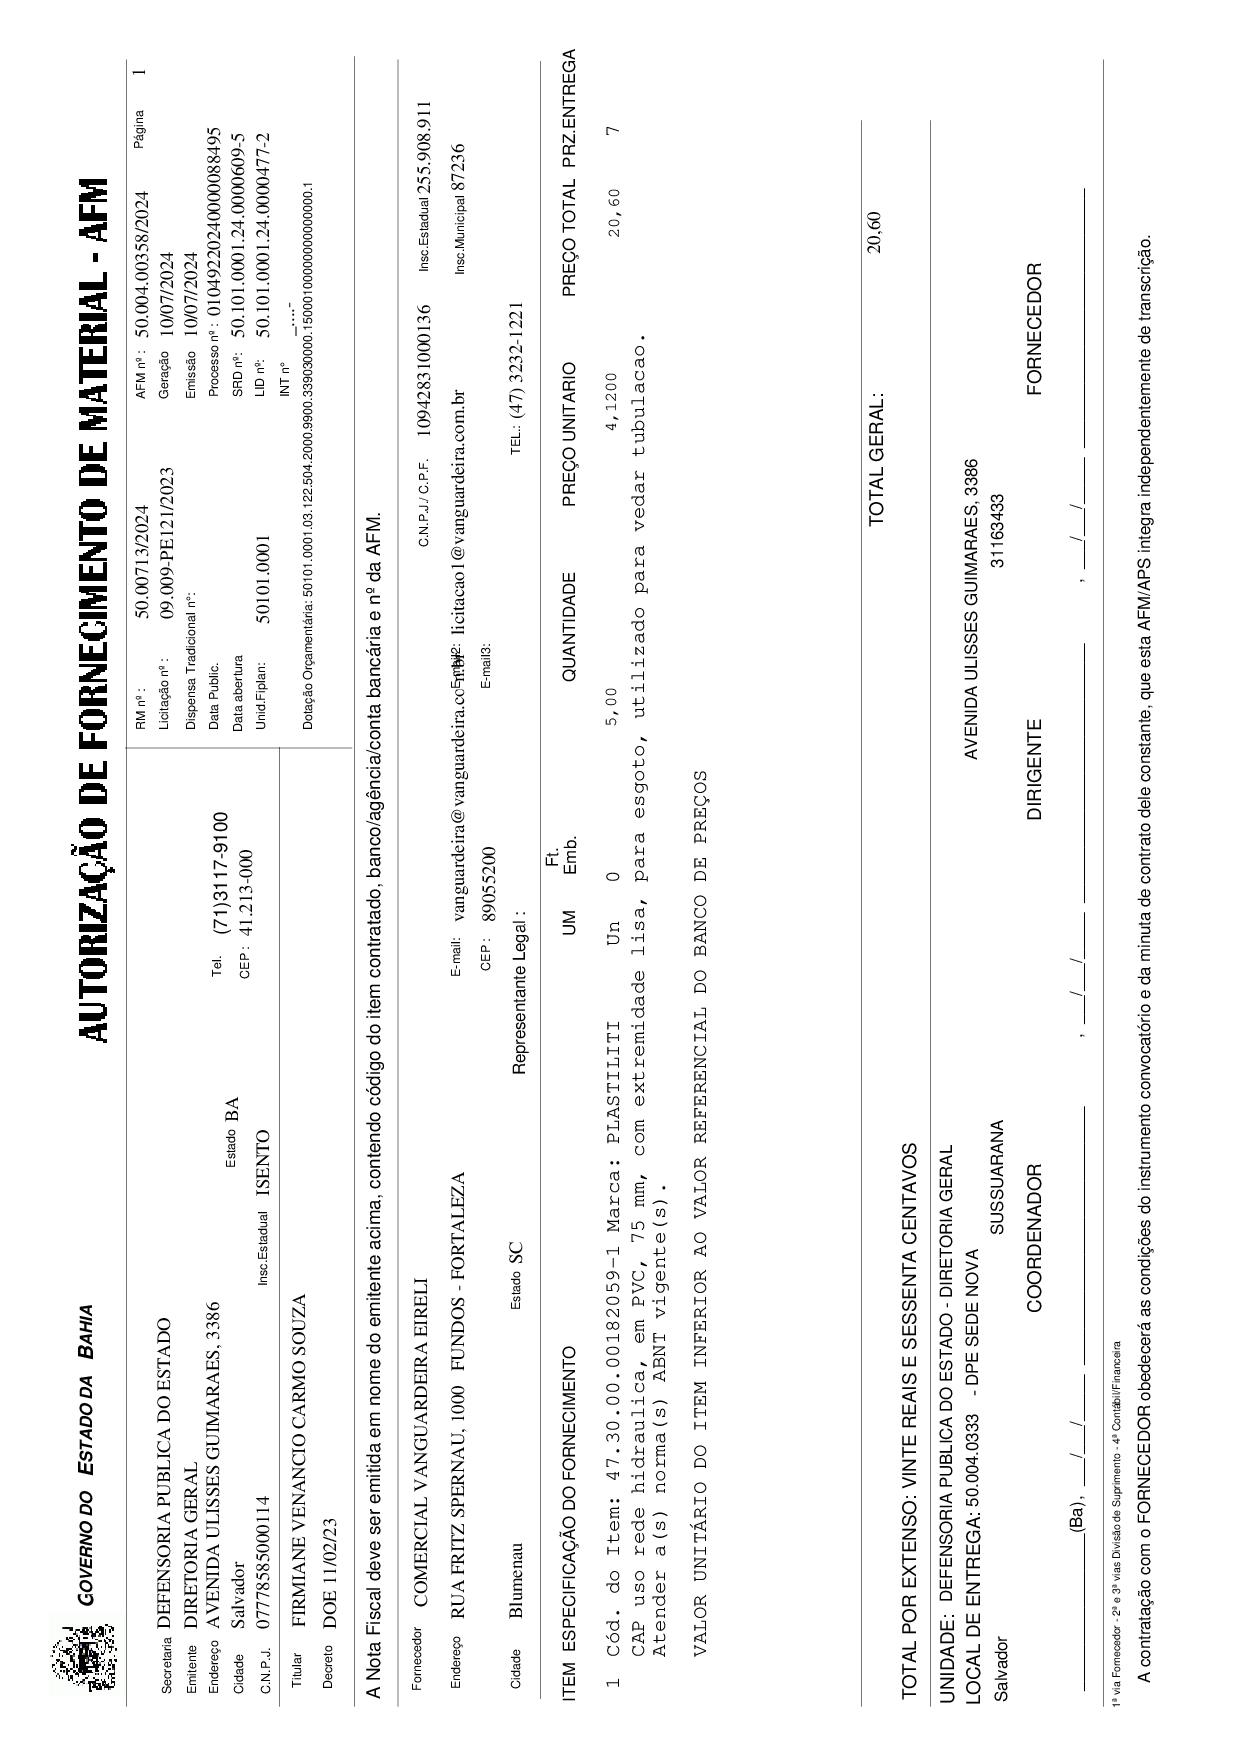 GOVERNO DO ESTADO DA BAHIA
AUTORIZAÇÃO DE FORNECIMENTO DE MATERIAL - AFM
RM nº : 50.00713/2024 AFM nº : 50.004.00358/2024 Página 1
Secretaria DEFENSORIA PUBLICA DO ESTADO
Licitação nº : 09.009-PE121/2023 Geração 10/07/2024
Emitente DIRETORIA GERAL
Dispensa Tradicional n°: Emissão 10/07/2024
Endereço AVENIDA ULISSES GUIMARAES, 3386
Tel. (71)3117-9100
Data Public. Processo nº : 01049220240000088495
Cidade Salvador Estado BA CEP : 41.213-000
Data abertura SRD nº: 50.101.0001.24.0000609-5
C.N.P.J. 07778585000114 Insc.Estadual ISENTO
Unid.Fiplan: 50101.0001 LID nº: 50.101.0001.24.0000477-2
INT n° _....-
Titular FIRMIANE VENANCIO CARMO SOUZA
Dotação Orçamentária: 50101.0001.03.122.504.2000.9900.339030000.15000100000000000000.1
Decreto DOE 11/02/23
A Nota Fiscal deve ser emitida em nome do emitente acima, contendo código do item contratado, banco/agência/conta bancária e nº da AFM.
Fornecedor COMERCIAL VANGUARDEIRA EIRELI C.N.P.J./ C.P.F. 10942831000136 Insc.Estadual 255.908.911
Endereço RUA FRITZ SPERNAU, 1000 FUNDOS - FORTALEZA E-mail: vanguardeira@vanguardeira.com.br E-mail2: licitacao1@vanguardeira.com.br Insc.Municipal 87236
CEP : 89055200 E-mail3:
Cidade Blumenau Estado SC Representante Legal : TEL.: (47) 3232-1221
ITEM ESPECIFICAÇÃO DO FORNECIMENTO UM Ft. Emb. QUANTIDADE PREÇO UNITARIO PREÇO TOTAL PRZ.ENTREGA
1 Cód. do Item: 47.30.00.00182059-1 Marca: PLASTILITI Un 0 5,00 4,1200 20,60 7
CAP uso rede hidraulica, em PVC, 75 mm, com extremidade lisa, para esgoto, utilizado para vedar tubulacao.
Atender a(s) norma(s) ABNT vigente(s).
VALOR UNITÁRIO DO ITEM INFERIOR AO VALOR REFERENCIAL DO BANCO DE PREÇOS
TOTAL GERAL: 20,60
TOTAL POR EXTENSO: VINTE REAIS E SESSENTA CENTAVOS
UNIDADE: DEFENSORIA PUBLICA DO ESTADO - DIRETORIA GERAL
LOCAL DE ENTREGA: 50.004.0333 - DPE SEDE NOVA AVENIDA ULISSES GUIMARAES, 3386
Salvador SUSSUARANA 31163433
COORDENADOR DIRIGENTE FORNECEDOR
_________________(Ba), ___/___/_____ ____________________________ , ___/___/_____ ____________________________ , ___/___/_____ ____________________________
1ª via Fornecedor - 2ª e 3ª vias Divisão de Suprimento - 4ª Contábil/Financeira
A contratação com o FORNECEDOR obedecerá as condições do instrumento convocatório e da minuta de contrato dele constante, que esta AFM/APS integra independentemente de transcrição.